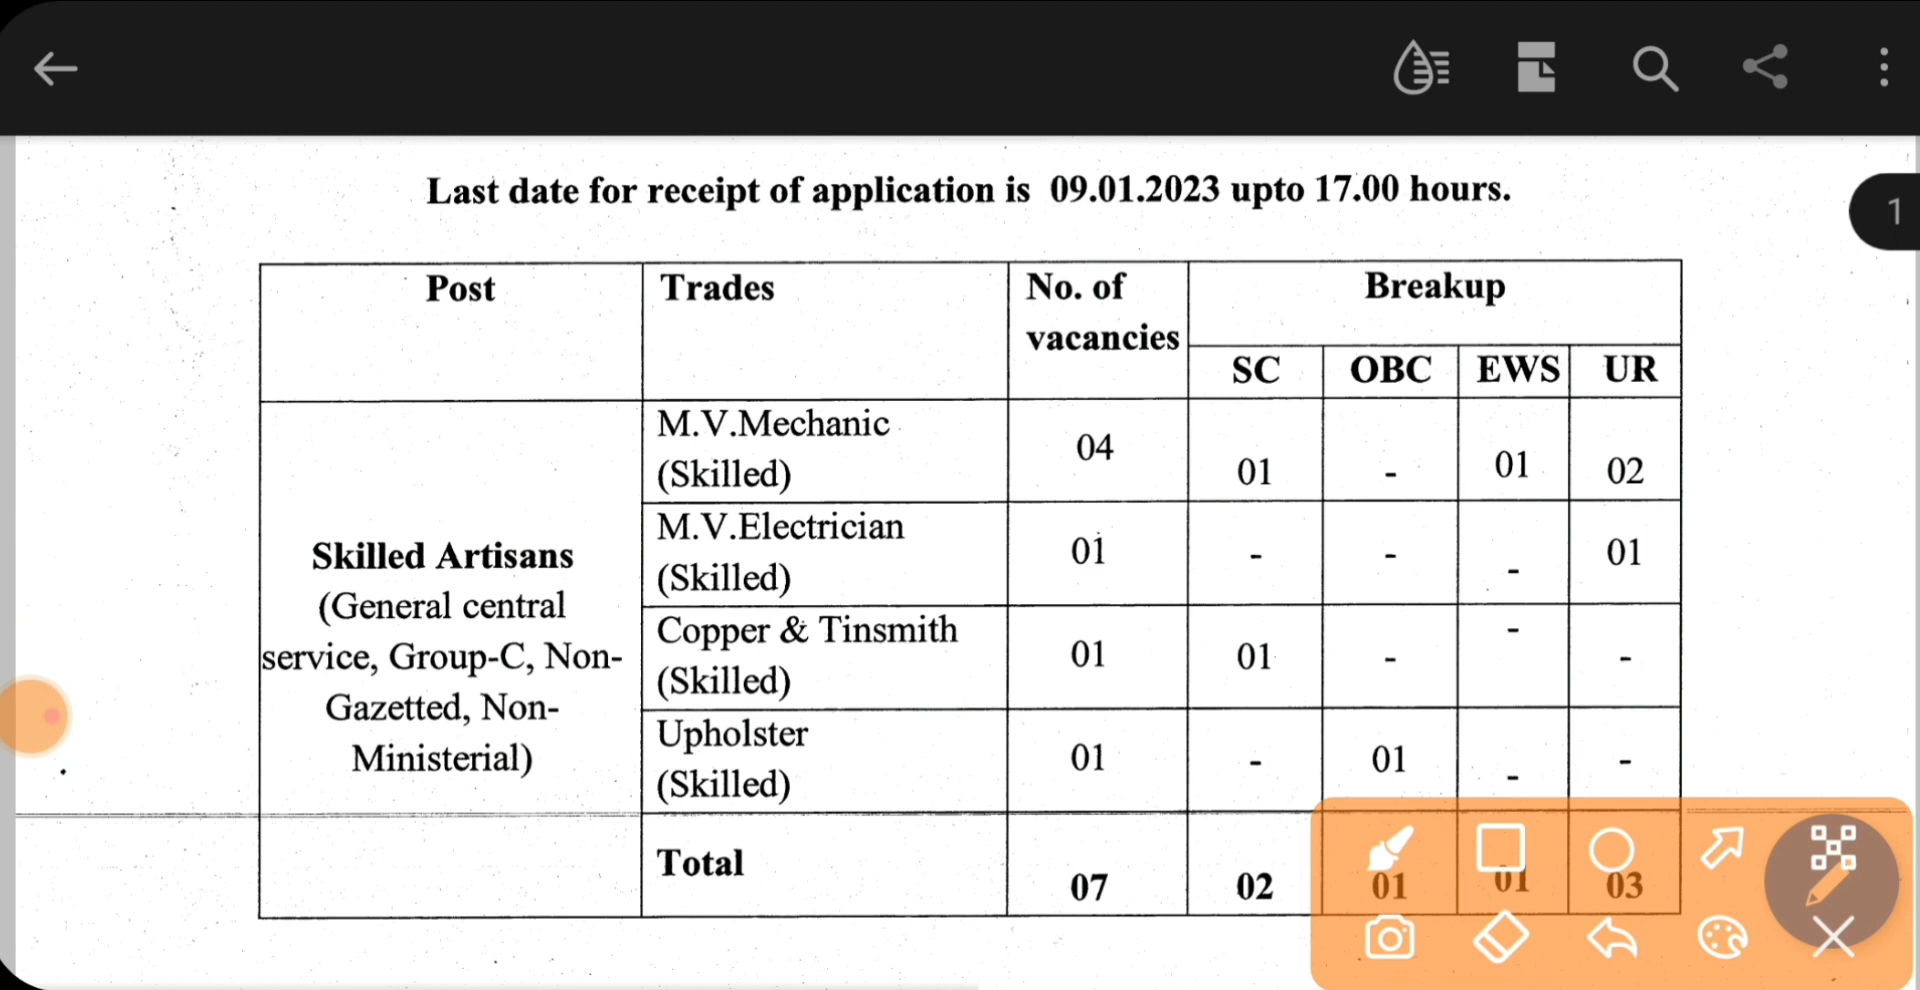 Last date for receipt of application is 09.01.2023 upto 17.00 hours.
1
Post Trades No. of vacancies Breakup
SC OBC EWS UR
Skilled Artisans
(General central
service, Group-C, Non-
Gazetted, Non-
Ministerial)
M.V.Mechanic
(Skilled)
04 01 - 01 02
M.V.Electrician
(Skilled)
01 - - - 01
Copper & Tinsmith
(Skilled)
01 01 - - -
Upholster
(Skilled)
01 - 01 - -
Total
07 02 01 01 03